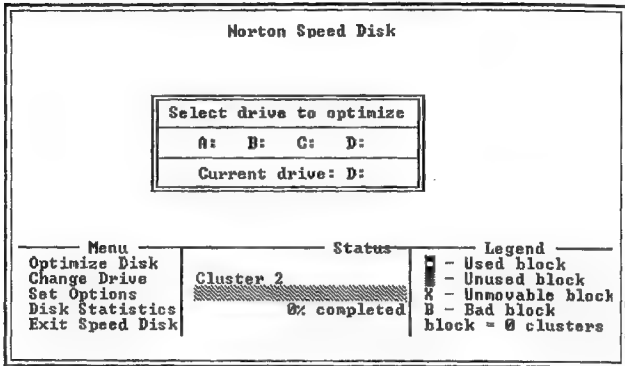 Norton Speed Disk
Select drive to optimize
A: B: C: D:
Current drive: D:
Menu
Optimize Disk
Change Drive
Set Options
Disk Statistics
Exit Speed Disk
Status
Cluster 2
0% completed
Legend
- Used block
- Unused block
X - Unmovable block
B - Bad block
block = 0 clusters